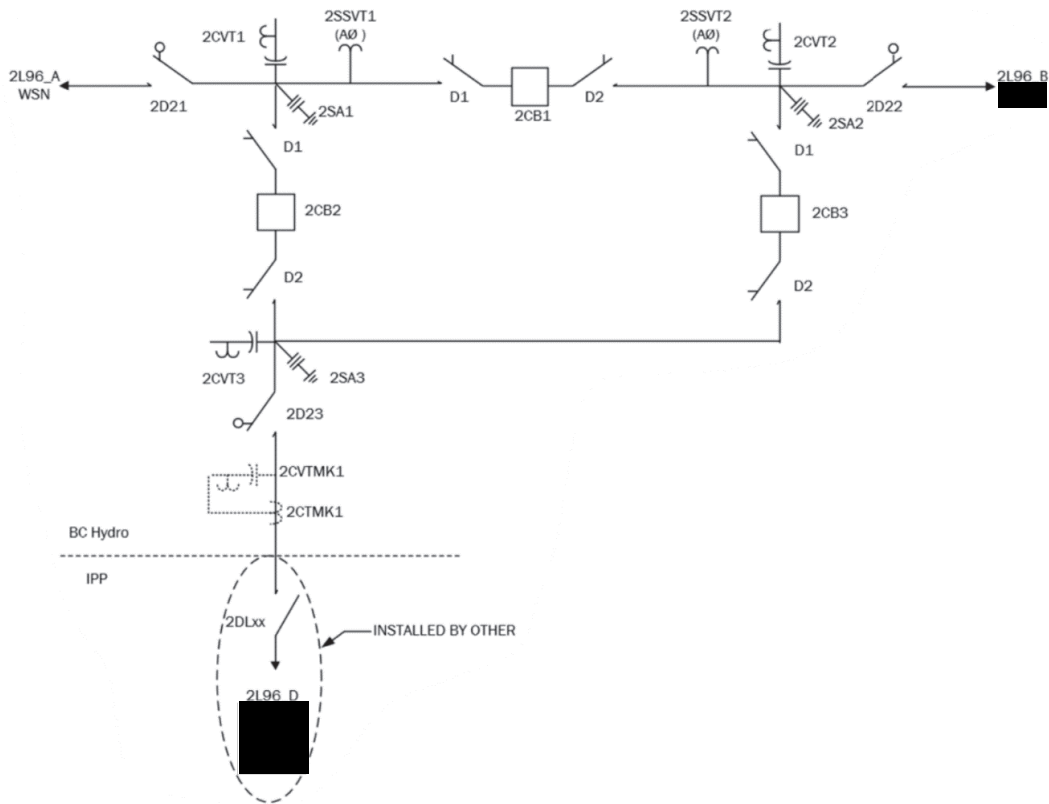 2SSVT1
(AØ )
2SSVT2
(AØ)
2CVT1
2CVT2
2L96_A
WSN
2L96_B
2D21
2SA1
D1
2CB1
D2
2SA2
2D22
D1
D1
2CB2
2CB3
D2
D2
2CVT3
2SA3
2D23
2CVTMK1
2CTMK1
BC Hydro
IPP
2DLxx
INSTALLED BY OTHER
2L96_D